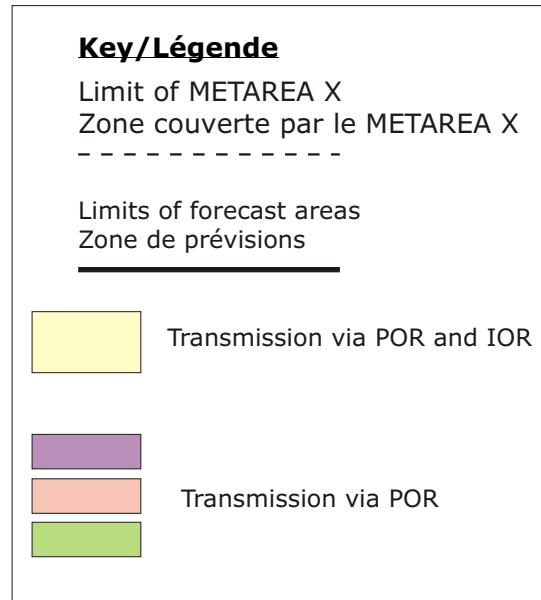 Key/Légende
Limit of METAREA X
Zone couverte par le METAREA X
Limits of forecast areas
Zone de prévisions
Transmission via POR and IOR
Transmission via POR